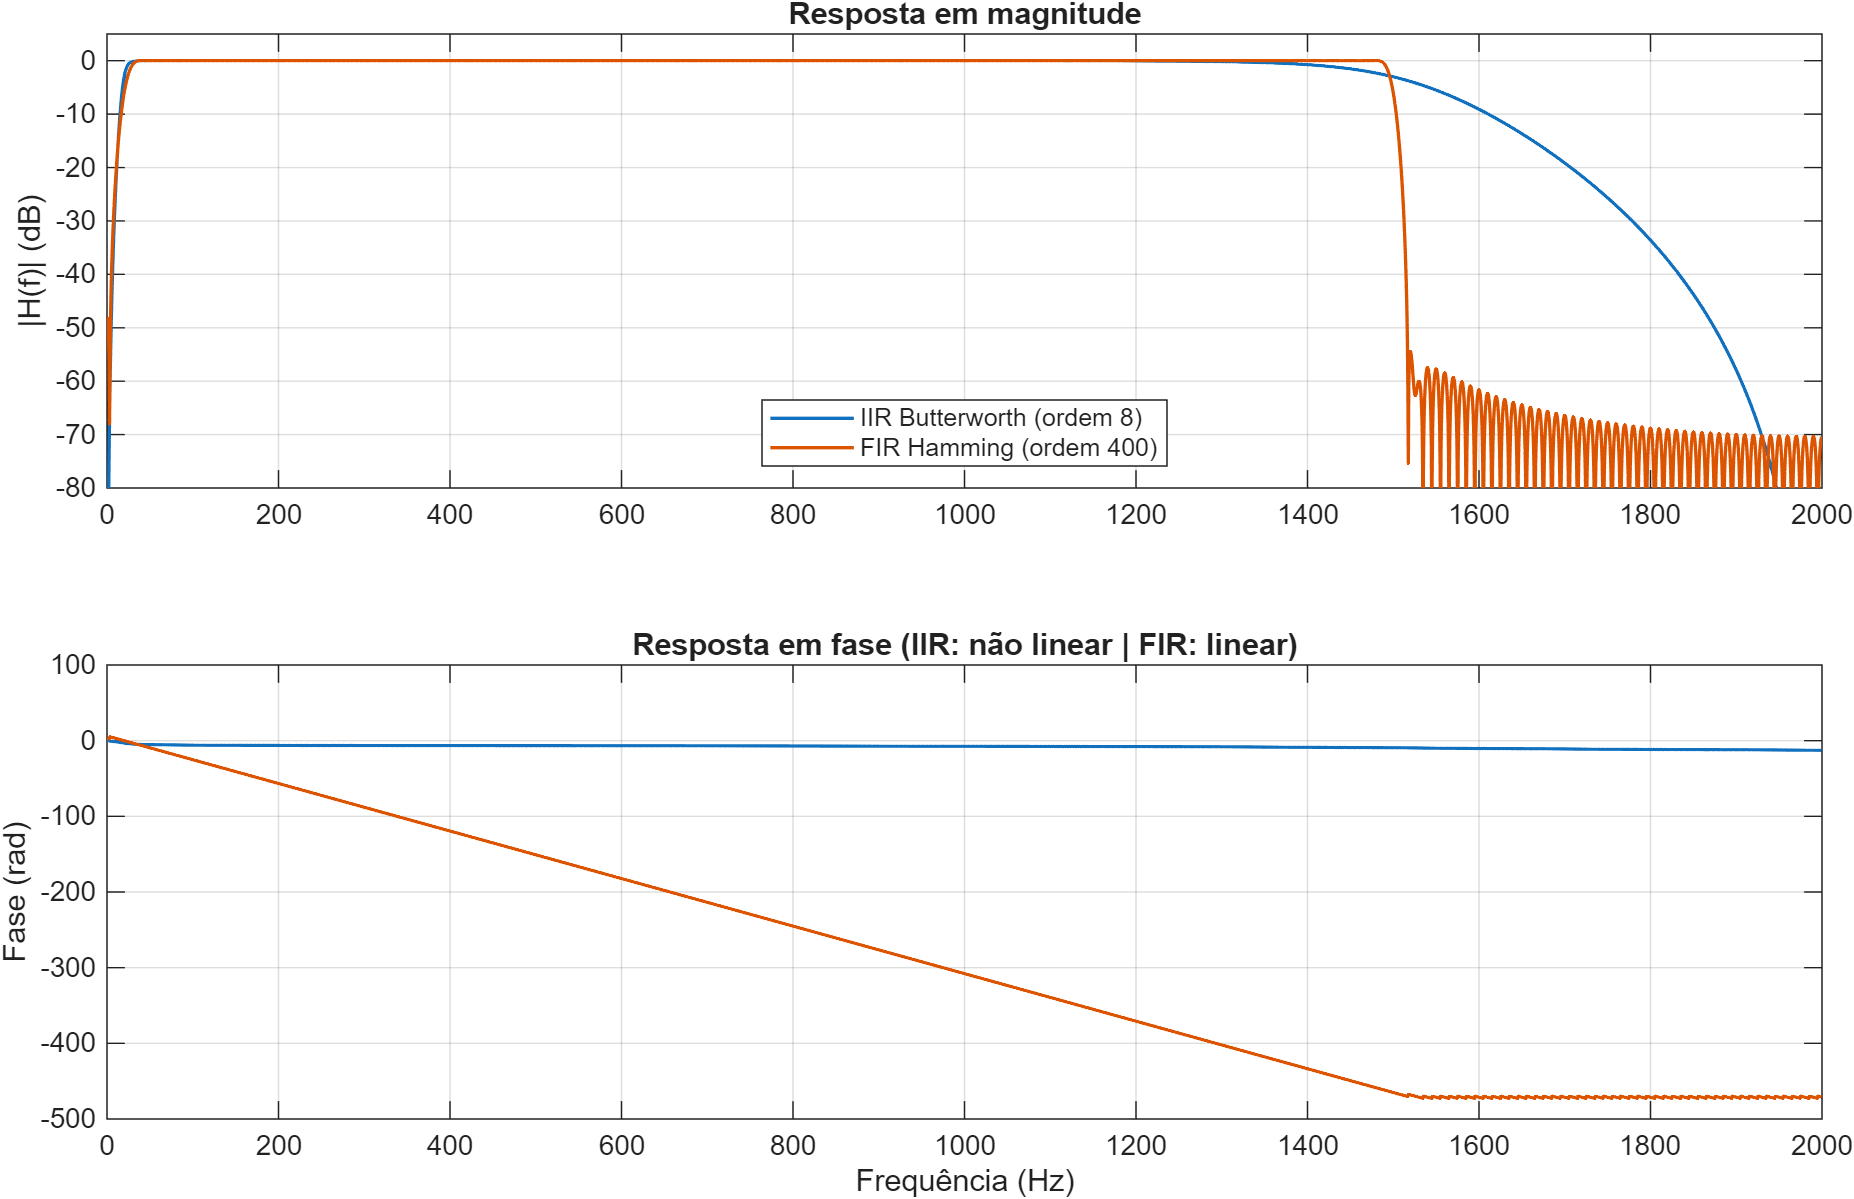 Resposta em magnitude
|H(f)| (dB)
0
-10
-20
-30
-40
-50
-60
-70
-80
IIR Butterworth (ordem 8)
FIR Hamming (ordem 400)
0 200 400 600 800 1000 1200 1400 1600 1800 2000
Resposta em fase (IIR: não linear | FIR: linear)
Fase (rad)
100
0
-100
-200
-300
-400
-500
0 200 400 600 800 1000 1200 1400 1600 1800 2000
Frequência (Hz)